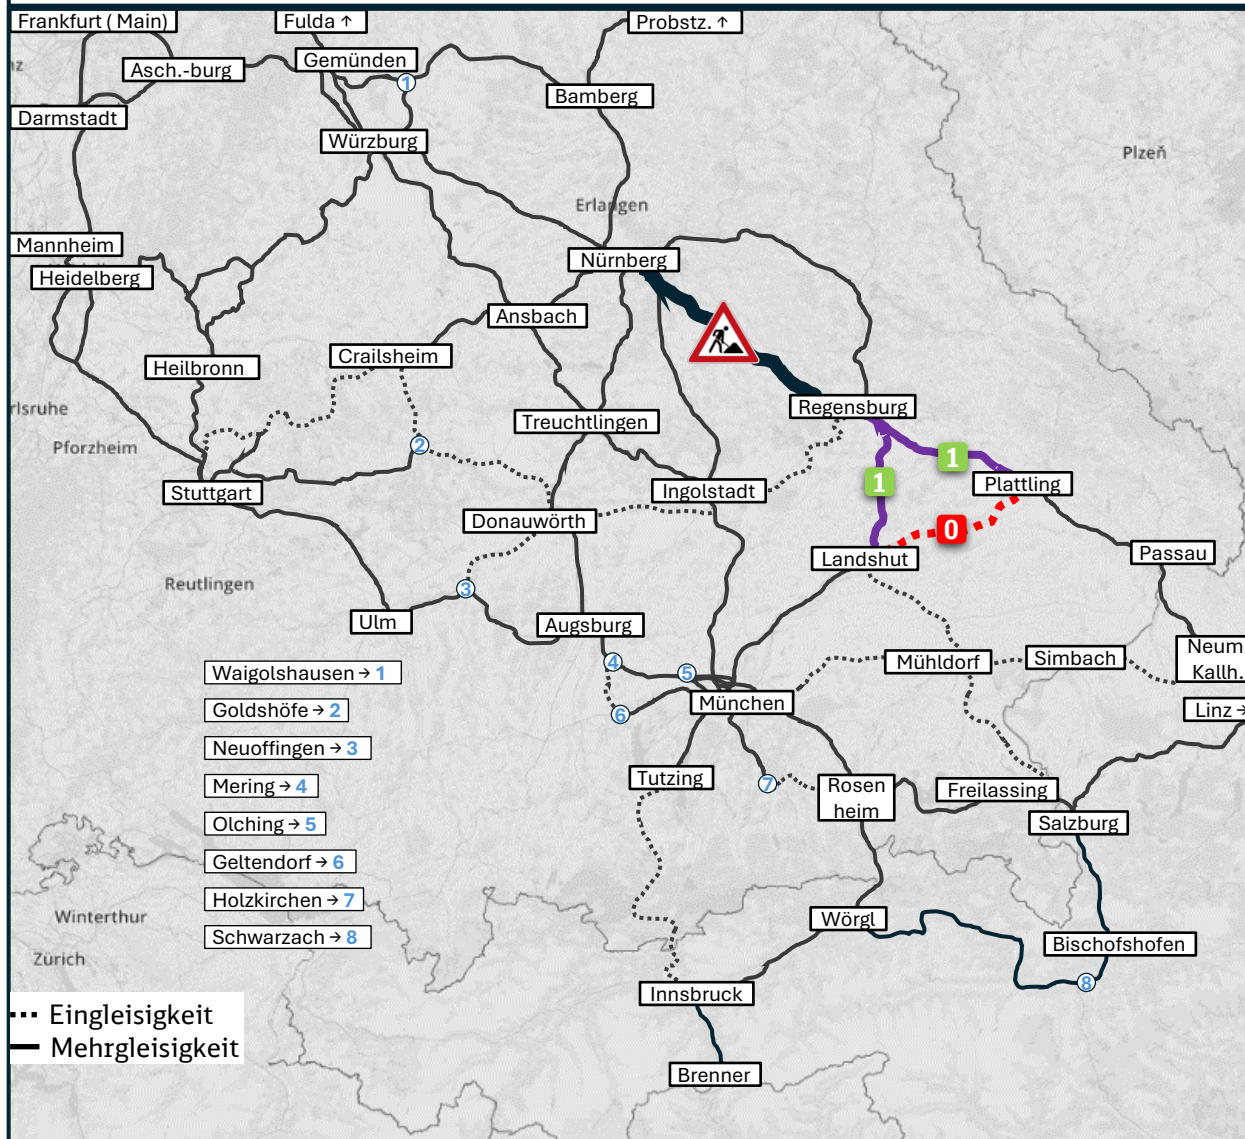 Frankfurt ( Main)
Fulda ↑
Probstz. ↑
nz
Asch.-burg
Gemünden
1
Bamberg
Darmstadt
Würzburg
Plzeň
Erlangen
Mannheim
Nürnberg
Heidelberg
Ansbach
Crailsheim
Heilbronn
rlsruhe
Regensburg
Treuchtlingen
Pforzheim
2
1
1
Plattling
Stuttgart
Ingolstadt
Donauwörth
0
Landshut
Passau
Reutlingen
3
Ulm
Augsburg
Neum.
Kallh.
4
5
Mühldorf
Simbach
Waigolshausen → 1
München
6
Linz →
Goldshöfe → 2
Neuoffingen → 3
Mering → 4
Tutzing
7
Rosen
heim
Freilassing
Olching → 5
Salzburg
Geltendorf → 6
Holzkirchen → 7
Winterthur
Wörgl
Schwarzach → 8
Bischofshofen
Zürich
8
Innsbruck
Eingleisigkeit
Mehrgleisigkeit
Brenner